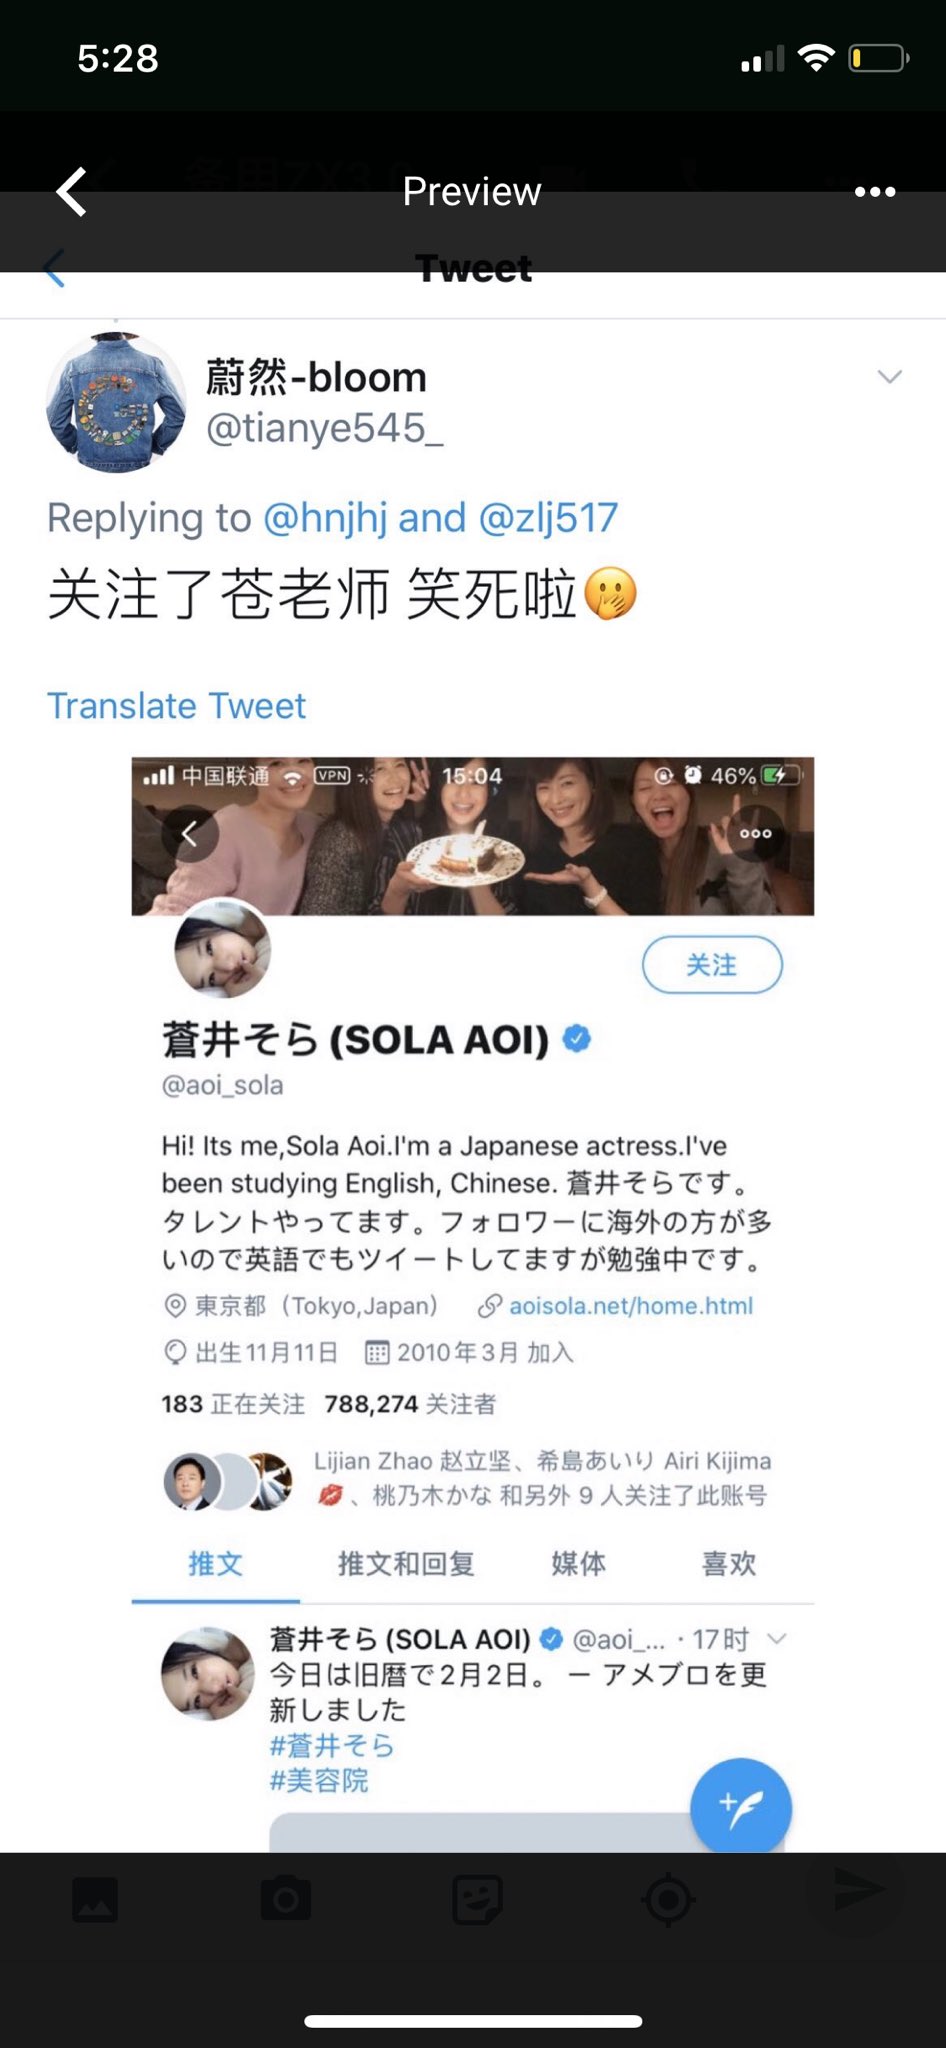 5:28
Preview
Tweet
蔚然-bloom
@tianye545_
Replying to @hnjhj and @zlj517
关注了苍老师 笑死啦🤭
Translate Tweet
中国联通 VPN 15:04 46%
关注
蒼井そら (SOLA AOI)
@aoi_sola
Hi! Its me,Sola Aoi.I'm a Japanese actress.I've
been studying English, Chinese. 蒼井そらです。
タレントやってます。フォロワーに海外の方が多
いので英語でもツイートしてますが勉強中です。
東京都（Tokyo,Japan） aoisola.net/home.html
出生11月11日 2010年3月 加入
183 正在关注 788,274 关注者
Lijian Zhao 赵立坚、希島あいり Airi Kijima
💋、桃乃木かな 和另外 9 人关注了此账号
推文 推文和回复 媒体 喜欢
蒼井そら (SOLA AOI) @aoi_... · 17时
今日は旧暦で2月2日。 ー アメブロを更
新しました
#蒼井そら
#美容院